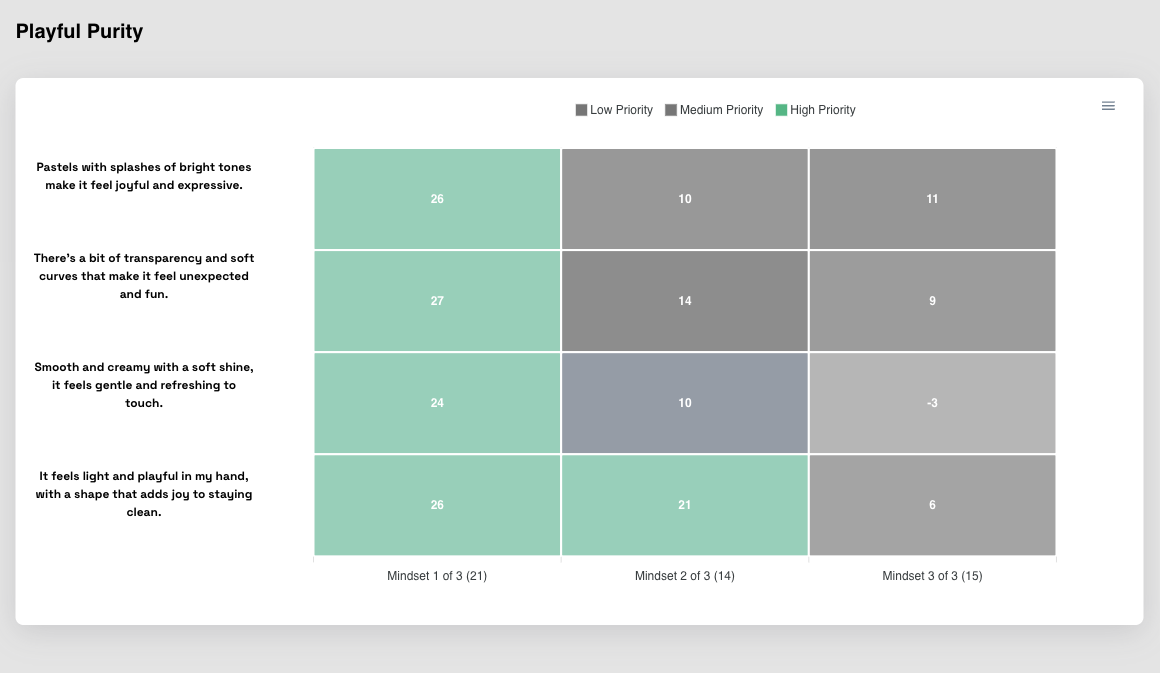 Playful Purity
Low Priority
Medium Priority
High Priority
Pastels with splashes of bright tones
make it feel joyful and expressive.
26
10
11
There's a bit of transparency and soft
curves that make it feel unexpected
and fun.
27
14
9
Smooth and creamy with a soft shine,
it feels gentle and refreshing to
touch.
24
10
-3
It feels light and playful in my hand,
with a shape that adds joy to staying
clean.
26
21
6
Mindset 1 of 3 (21)
Mindset 2 of 3 (14)
Mindset 3 of 3 (15)